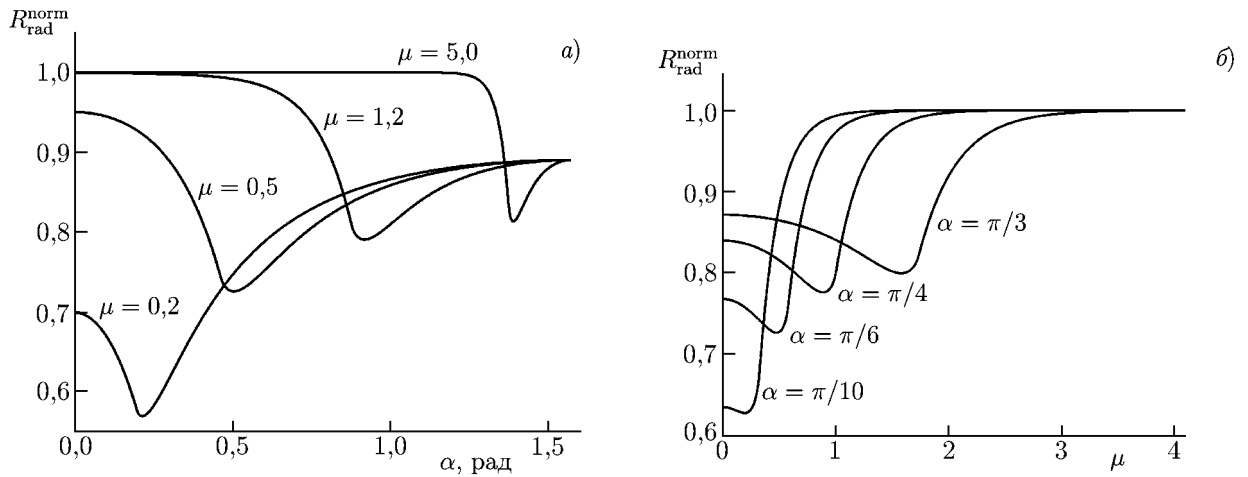 R_rad^norm
а)
μ = 5,0
1,0
μ = 1,2
0,9
μ = 0,5
0,8
0,7
μ = 0,2
0,6
0,0 0,5 1,0 1,5
α, рад
R_rad^norm
б)
1,0
0,9
α = π/3
0,8
α = π/4
0,7
α = π/6
α = π/10
0,6
0 1 2 3 4
μ